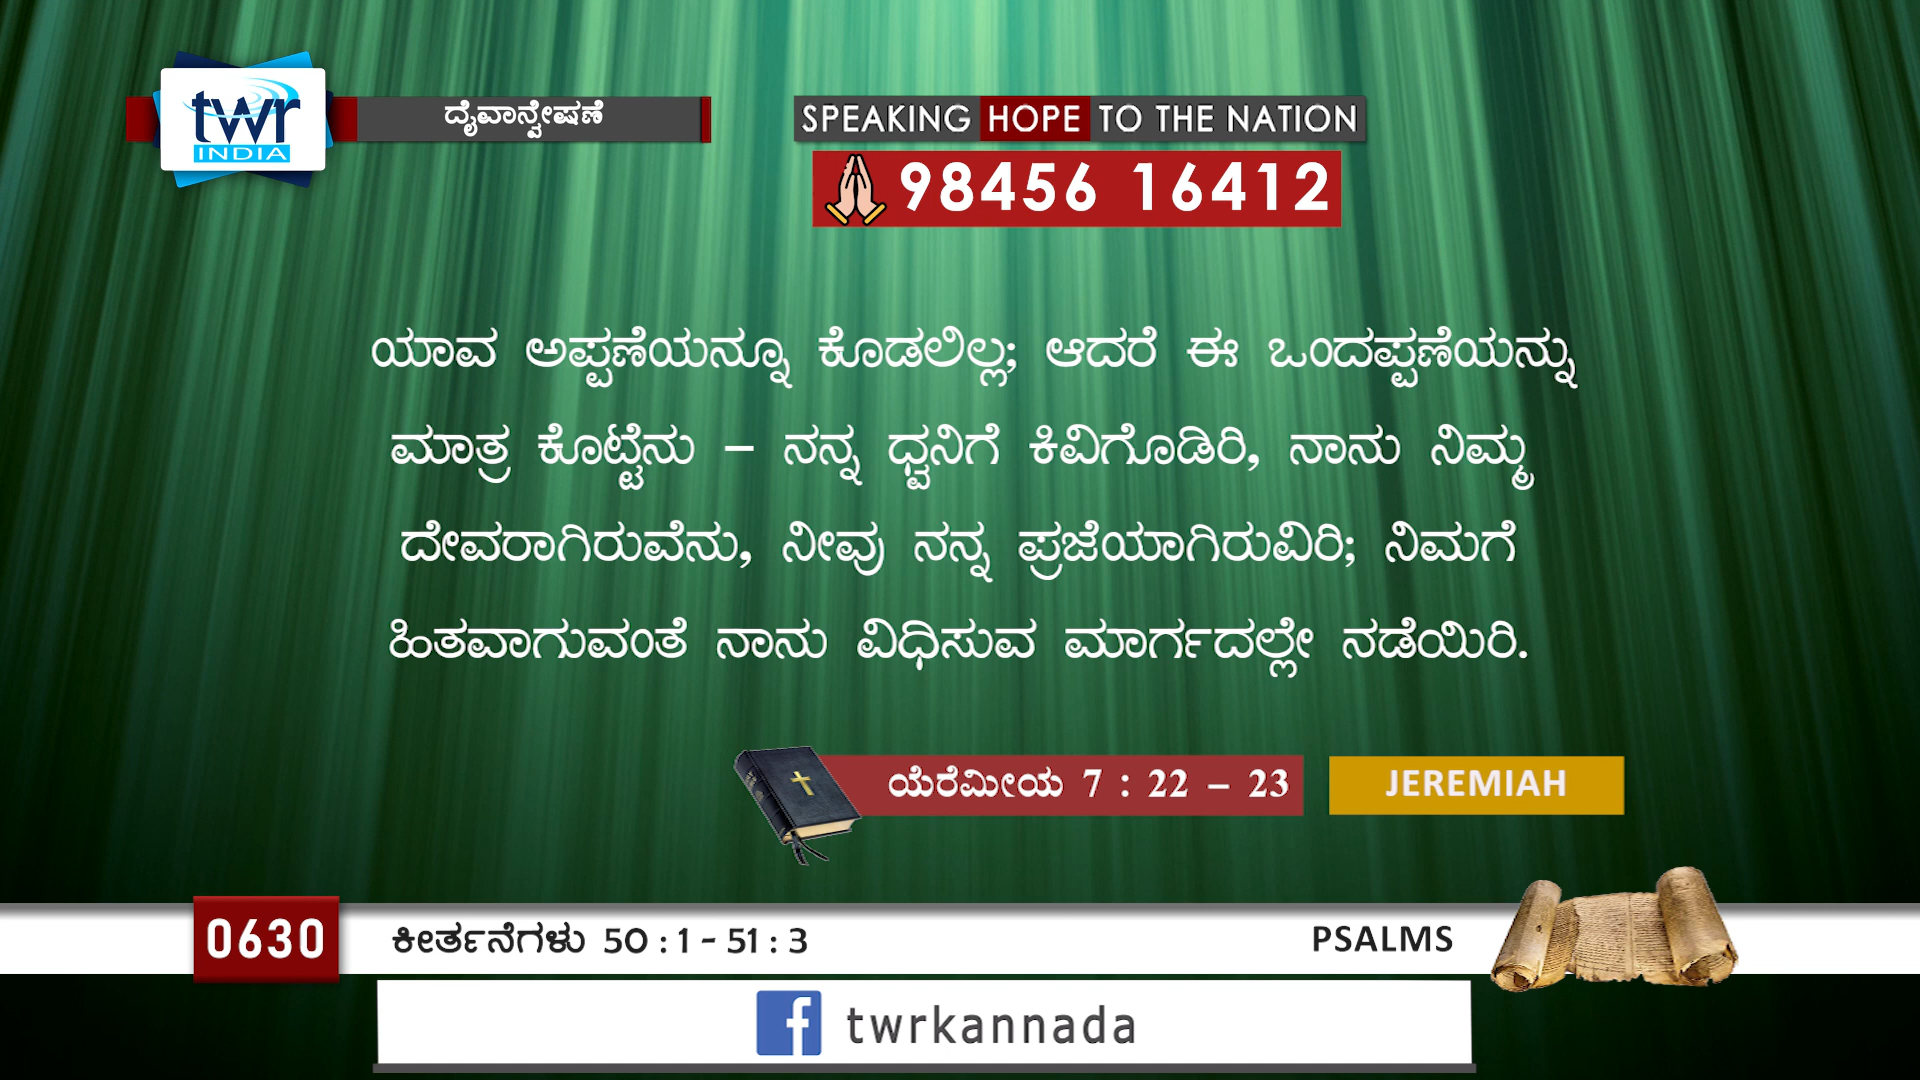 twr
INDIA
ದೈವಾನ್ವೇಷಣೆ
SPEAKING HOPE TO THE NATION
98456 16412
ಯಾವ ಅಪ್ಪಣೆಯನ್ನೂ ಕೊಡಲಿಲ್ಲ; ಆದರೆ ಈ ಒಂದಪ್ಪಣೆಯನ್ನು
ಮಾತ್ರ ಕೊಟ್ಟೆನು – ನನ್ನ ಧ್ವನಿಗೆ ಕಿವಿಗೊಡಿರಿ, ನಾನು ನಿಮ್ಮ
ದೇವರಾಗಿರುವೆನು, ನೀವು ನನ್ನ ಪ್ರಜೆಯಾಗಿರುವಿರಿ; ನಿಮಗೆ
ಹಿತವಾಗುವಂತೆ ನಾನು ವಿಧಿಸುವ ಮಾರ್ಗದಲ್ಲೇ ನಡೆಯಿರಿ.
ಯೆರೆಮೀಯ 7 : 22 – 23
JEREMIAH
0630
ಕೀರ್ತನೆಗಳು 50 : 1 - 51 : 3
PSALMS
f twrkannada